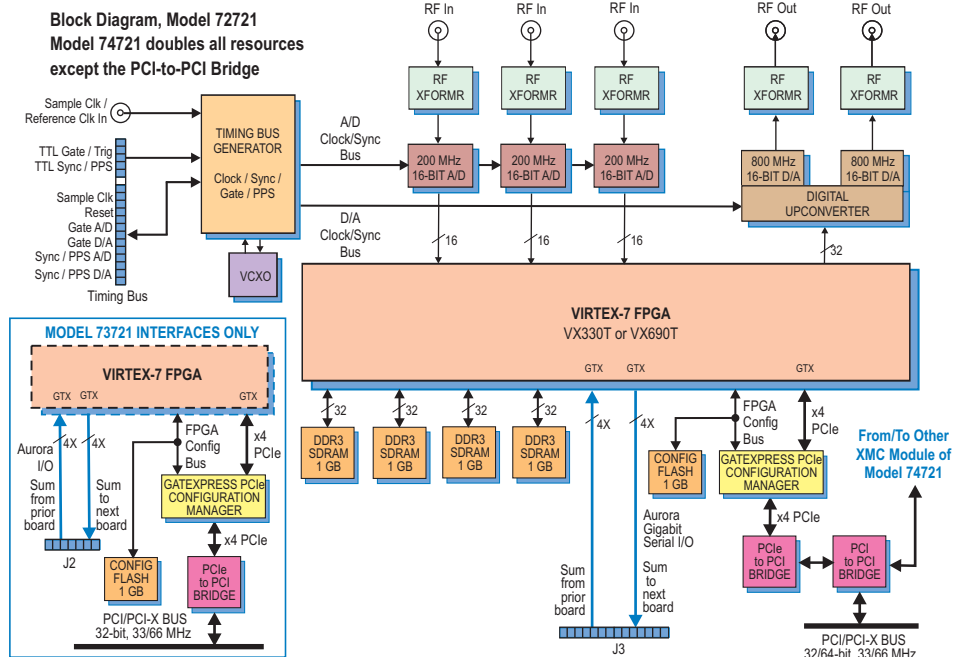 Block Diagram, Model 72721
Model 74721 doubles all resources
except the PCI-to-PCI Bridge
RF In
RF In
RF In
RF Out
RF Out
RF
XFORMR
RF
XFORMR
RF
XFORMR
RF
XFORMR
RF
XFORMR
Sample Clk /
Reference Clk In
TTL Gate / Trig
TTL Sync / PPS
Sample Clk
Reset
Gate A/D
Gate D/A
Sync / PPS A/D
Sync / PPS D/A
Timing Bus
TIMING BUS
GENERATOR
Clock / Sync /
Gate / PPS
VCXO
A/D
Clock/Sync
Bus
D/A
Clock/Sync
Bus
200 MHz
16-BIT A/D
200 MHz
16-BIT A/D
200 MHz
16-BIT A/D
800 MHz
16-BIT D/A
800 MHz
16-BIT D/A
DIGITAL
UPCONVERTER
16
16
16
32
VIRTEX-7 FPGA
VX330T or VX690T
GTX
GTX
GTX
32
32
32
32
DDR3
SDRAM
1 GB
DDR3
SDRAM
1 GB
DDR3
SDRAM
1 GB
DDR3
SDRAM
1 GB
4X
4X
Aurora
Gigabit
Serial I/O
Sum
from
prior
board
Sum
to
next
board
J3
FPGA
Config
Bus
x4
PCIe
CONFIG
FLASH
1 GB
GATEXPRESS PCIe
CONFIGURATION
MANAGER
x4 PCIe
PCIe
to PCI
BRIDGE
PCI
to PCI
BRIDGE
From/To Other
XMC Module of
Model 74721
PCI/PCI-X BUS
32/64-bit, 33/66 MHz
MODEL 73721 INTERFACES ONLY
VIRTEX-7 FPGA
GTX
GTX
GTX
4X
4X
Aurora
I/O
FPGA
Config
Bus
x4
PCIe
Sum
from
prior
board
Sum
to
next
board
J2
GATEXPRESS PCIe
CONFIGURATION
MANAGER
x4 PCIe
CONFIG
FLASH
1 GB
PCIe
to PCI
BRIDGE
PCI/PCI-X BUS
32-bit, 33/66 MHz